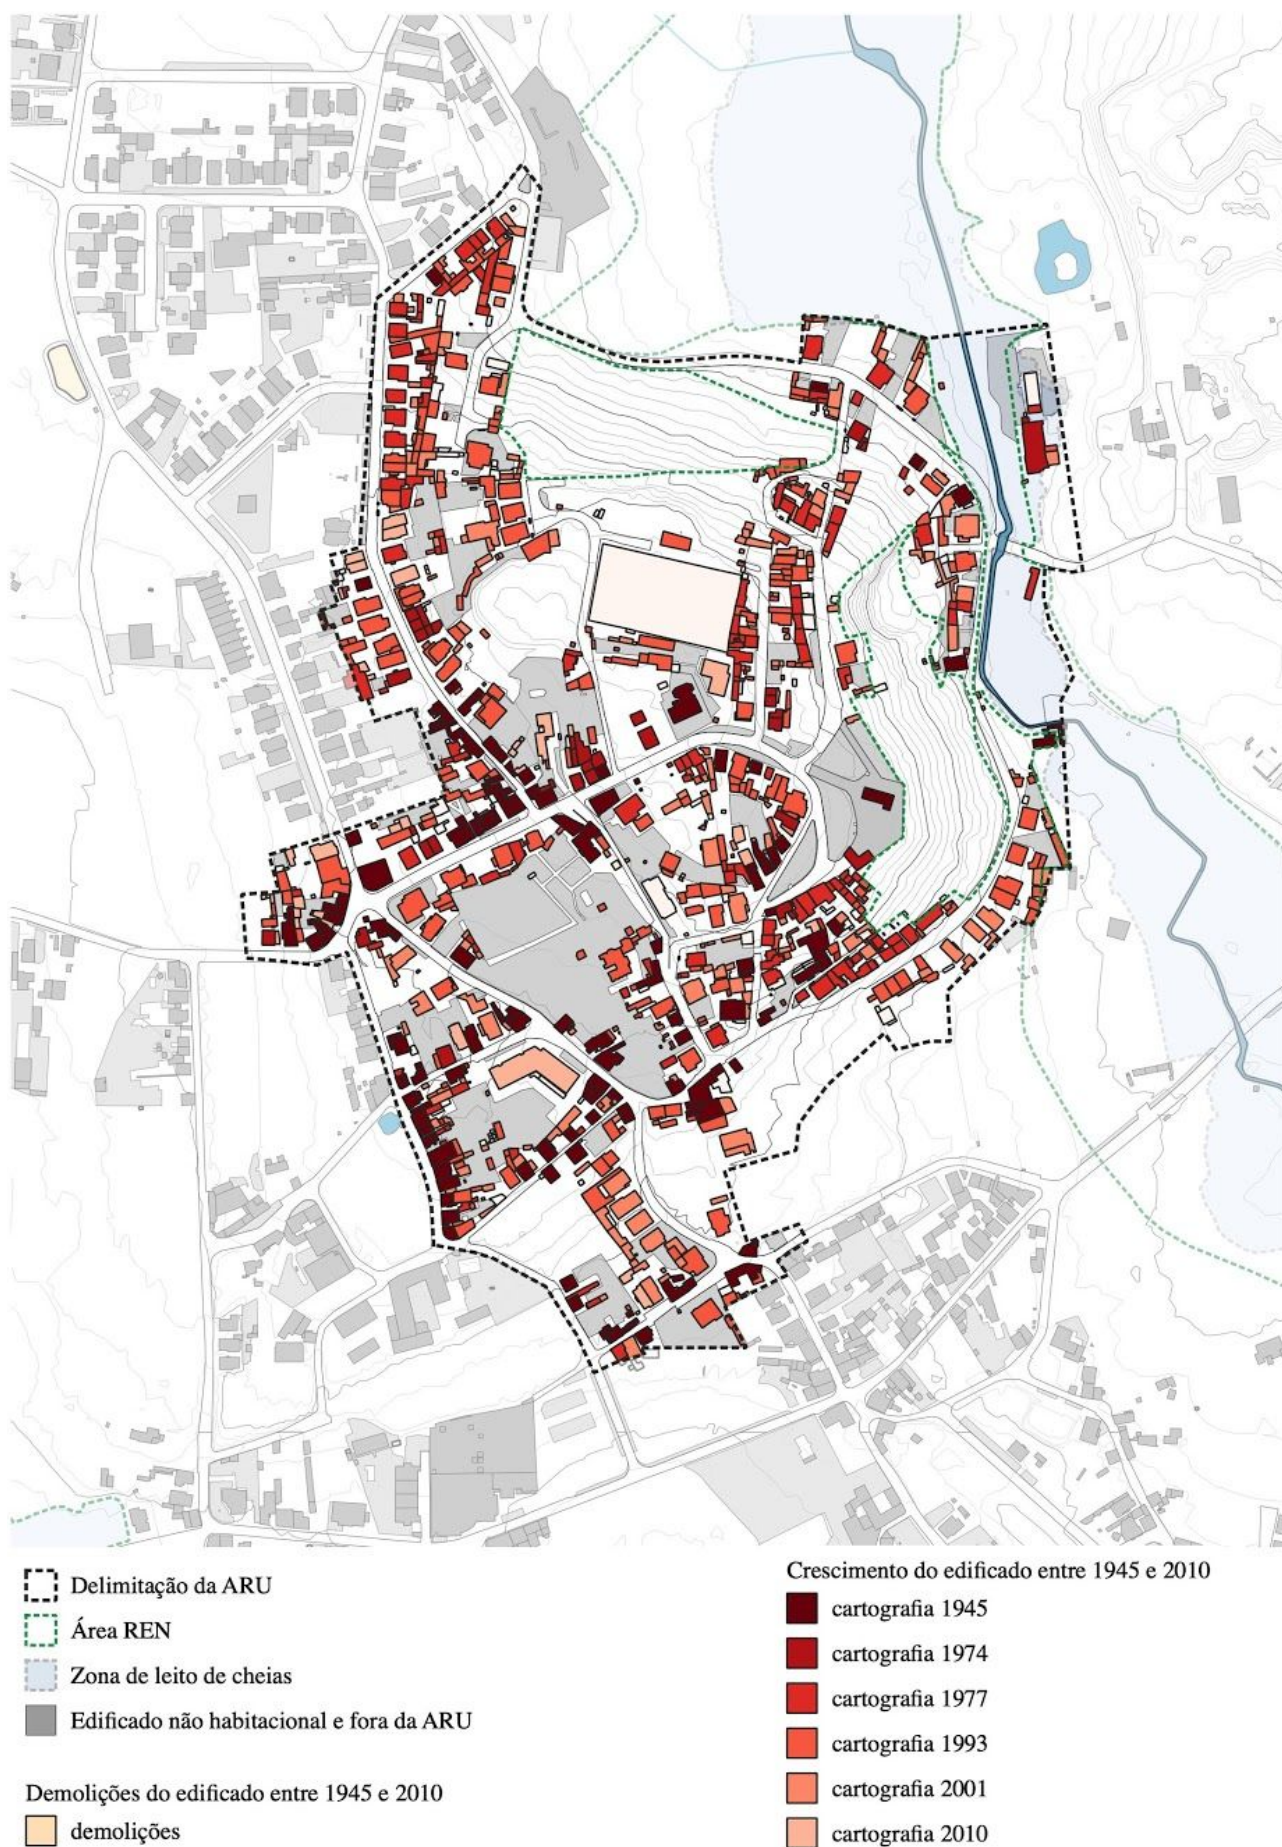 Delimitação da ARU
Área REN
Zona de leito de cheias
Edificado não habitacional e fora da ARU
Demolições do edificado entre 1945 e 2010
demolições
Crescimento do edificado entre 1945 e 2010
cartografia 1945
cartografia 1974
cartografia 1977
cartografia 1993
cartografia 2001
cartografia 2010